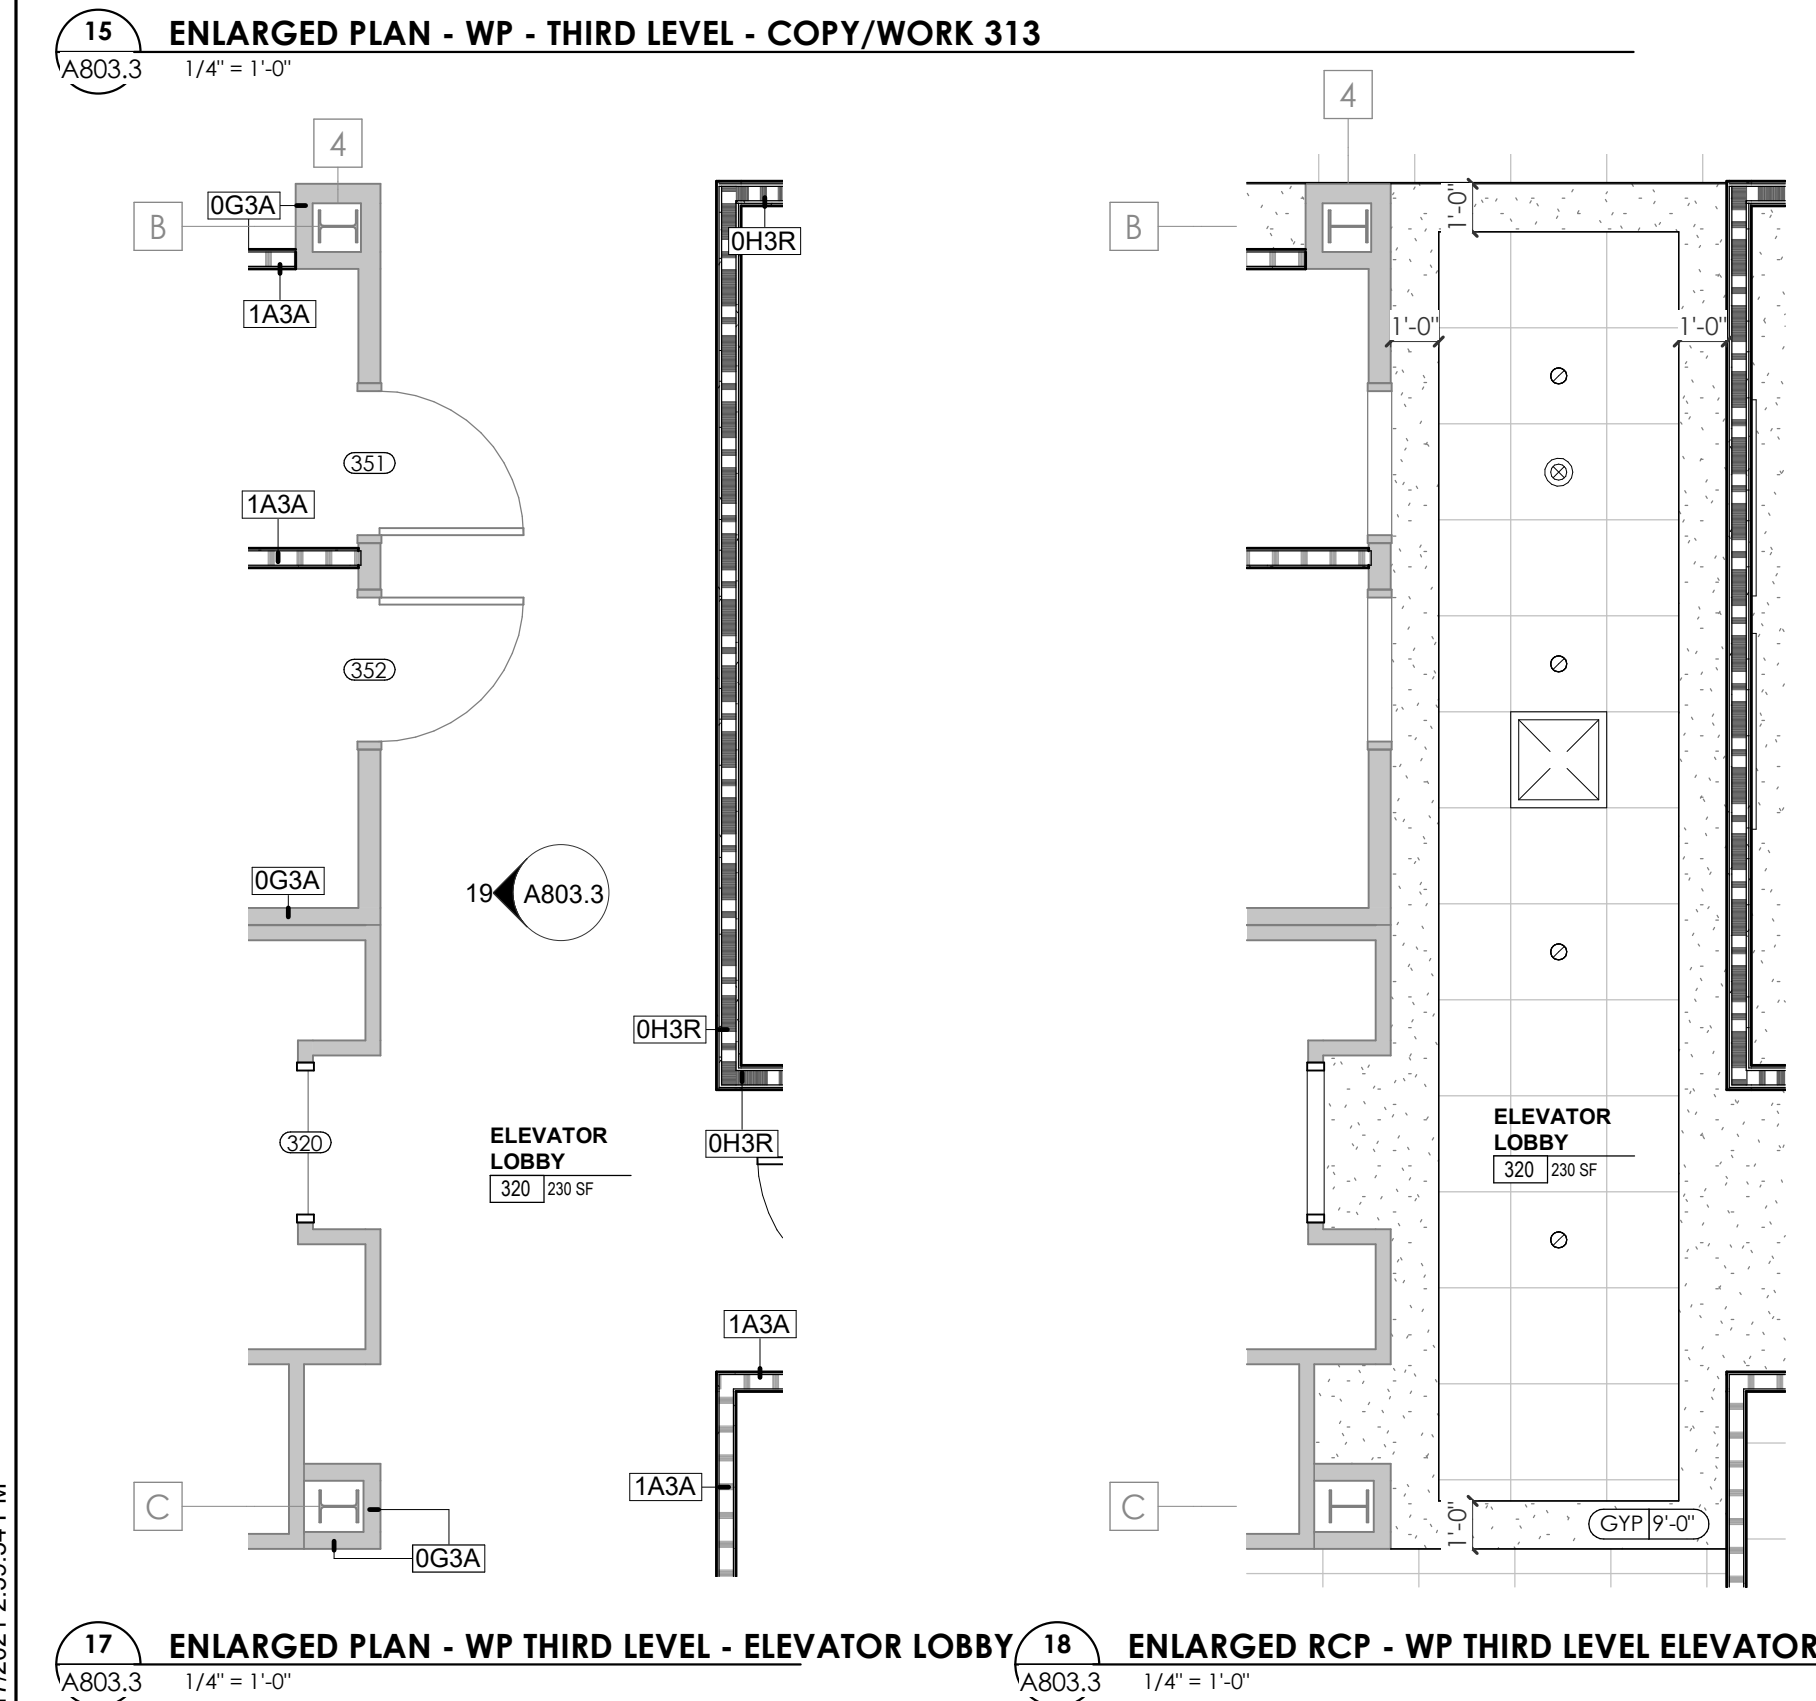 15
ENLARGED PLAN - WP - THIRD LEVEL - COPY/WORK 313
A803.3
1/4" = 1'-0"
4
B
0G3A
1A3A
0H3R
351
1A3A
352
0G3A
19
A803.3
0H3R
320
ELEVATOR
LOBBY
320
230 SF
0H3R
1A3A
C
1A3A
0G3A
4
B
1'-0"
1'-0"
1'-0"
ELEVATOR
LOBBY
320
230 SF
C
1'-0"
GYP 9'-0"
17
ENLARGED PLAN - WP THIRD LEVEL - ELEVATOR LOBBY
A803.3
1/4" = 1'-0"
18
ENLARGED RCP - WP THIRD LEVEL ELEVATOR
A803.3
1/4" = 1'-0"